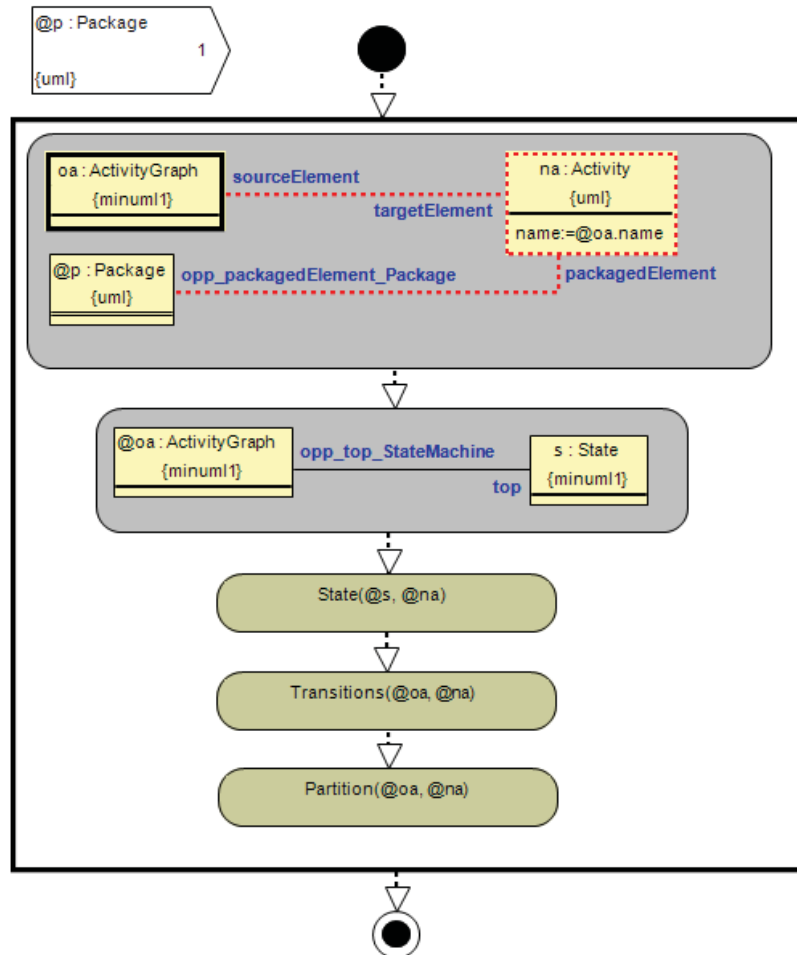 @p : Package
1
{uml}
oa : ActivityGraph
{minuml1}
sourceElement
na : Activity
{uml}
targetElement
name:=@oa.name
@p : Package
{uml}
opp_packagedElement_Package
packagedElement
@oa : ActivityGraph
{minuml1}
opp_top_StateMachine
s : State
{minuml1}
top
State(@s, @na)
Transitions(@oa, @na)
Partition(@oa, @na)